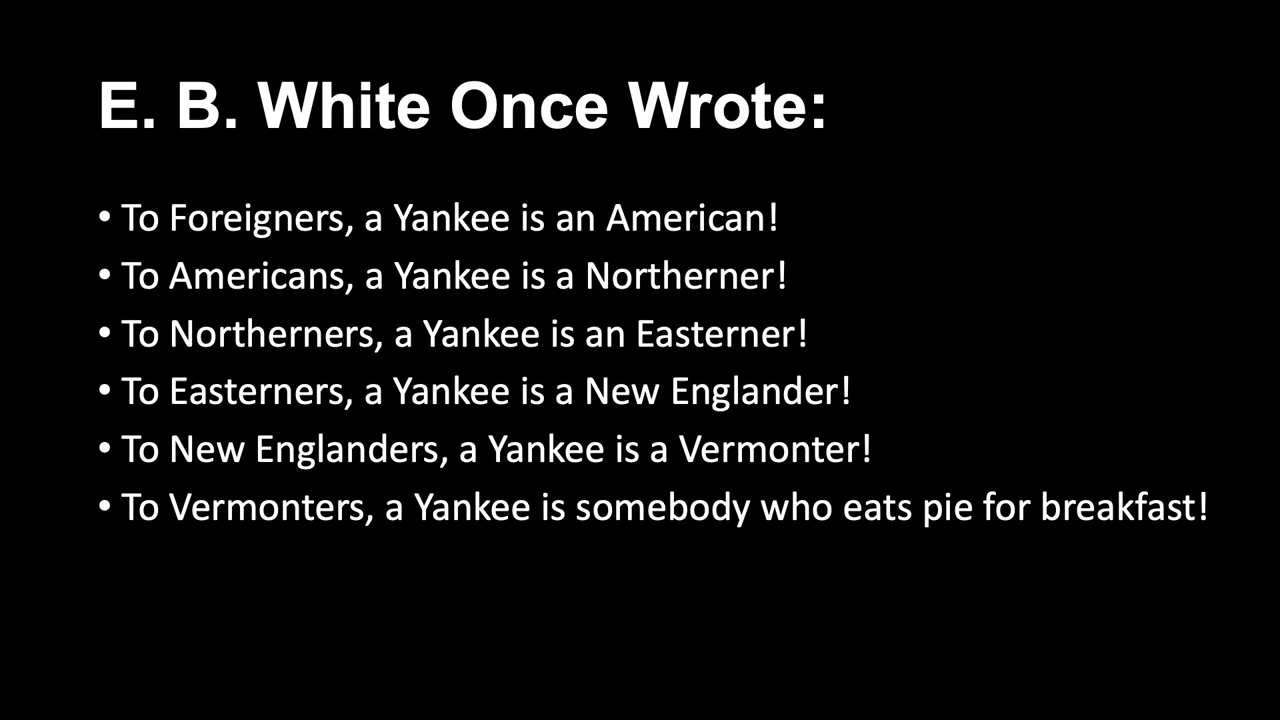 E. B. White Once Wrote:
• To Foreigners, a Yankee is an American!
• To Americans, a Yankee is a Northerner!
• To Northerners, a Yankee is an Easterner!
• To Easterners, a Yankee is a New Englander!
• To New Englanders, a Yankee is a Vermonter!
• To Vermonters, a Yankee is somebody who eats pie for breakfast!